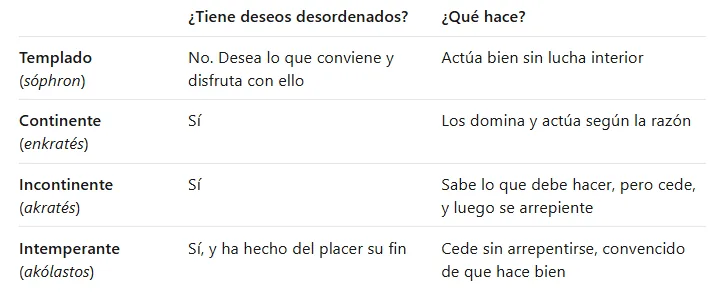 ¿Tiene deseos desordenados? ¿Qué hace?
Templado No. Desea lo que conviene y Actúa bien sin lucha interior
(sóphron) disfruta con ello
Continente Sí Los domina y actúa según la razón
(enkratés)
Incontinente Sí Sabe lo que debe hacer, pero cede,
(akratés) y luego se arrepiente
Intemperante Sí, y ha hecho del placer su fin Cede sin arrepentirse, convencido
(akólastos) de que hace bien